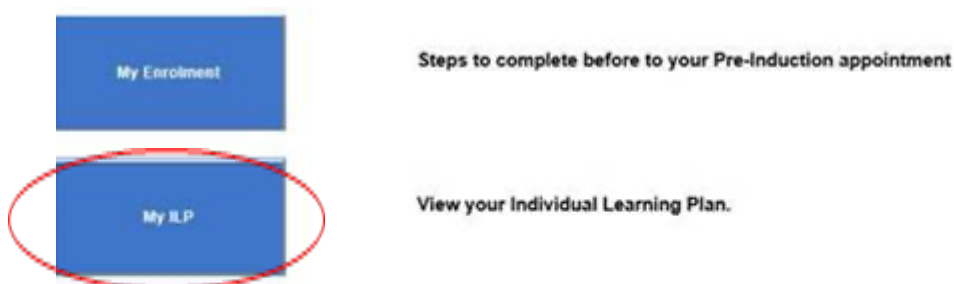 My Enrolment
Steps to complete before to your Pre-Induction appointment
My ILP
View your Individual Learning Plan.